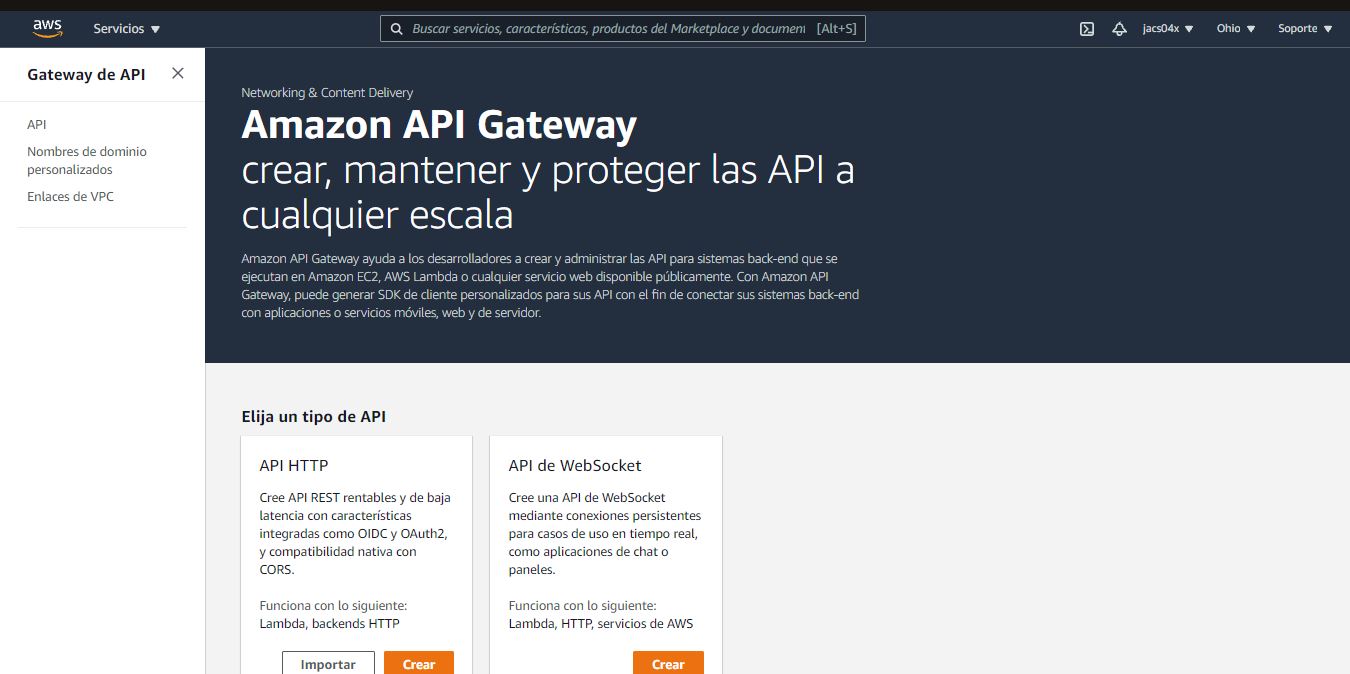 aws
Servicios
Buscar servicios, características, productos del Marketplace y document
[Alt+S]
jacs04x
Ohio
Soporte
Gateway de API
API
Nombres de dominio
personalizados
Enlaces de VPC
Networking & Content Delivery
Amazon API Gateway
crear, mantener y proteger las API a
cualquier escala
Amazon API Gateway ayuda a los desarrolladores a crear y administrar las API para sistemas back-end que se
ejecutan en Amazon EC2, AWS Lambda o cualquier servicio web disponible públicamente. Con Amazon API
Gateway, puede generar SDK de cliente personalizados para sus API con el fin de conectar sus sistemas back-end
con aplicaciones o servicios móviles, web y de servidor.
Elija un tipo de API
API HTTP
Cree API REST rentables y de baja
latencia con características
integradas como OIDC y OAuth2,
y compatibilidad nativa con
CORS.
Funciona con lo siguiente:
Lambda, backends HTTP
Importar
Crear
API de WebSocket
Cree una API de WebSocket
mediante conexiones persistentes
para casos de uso en tiempo real,
como aplicaciones de chat o
paneles.
Funciona con lo siguiente:
Lambda, HTTP, servicios de AWS
Crear